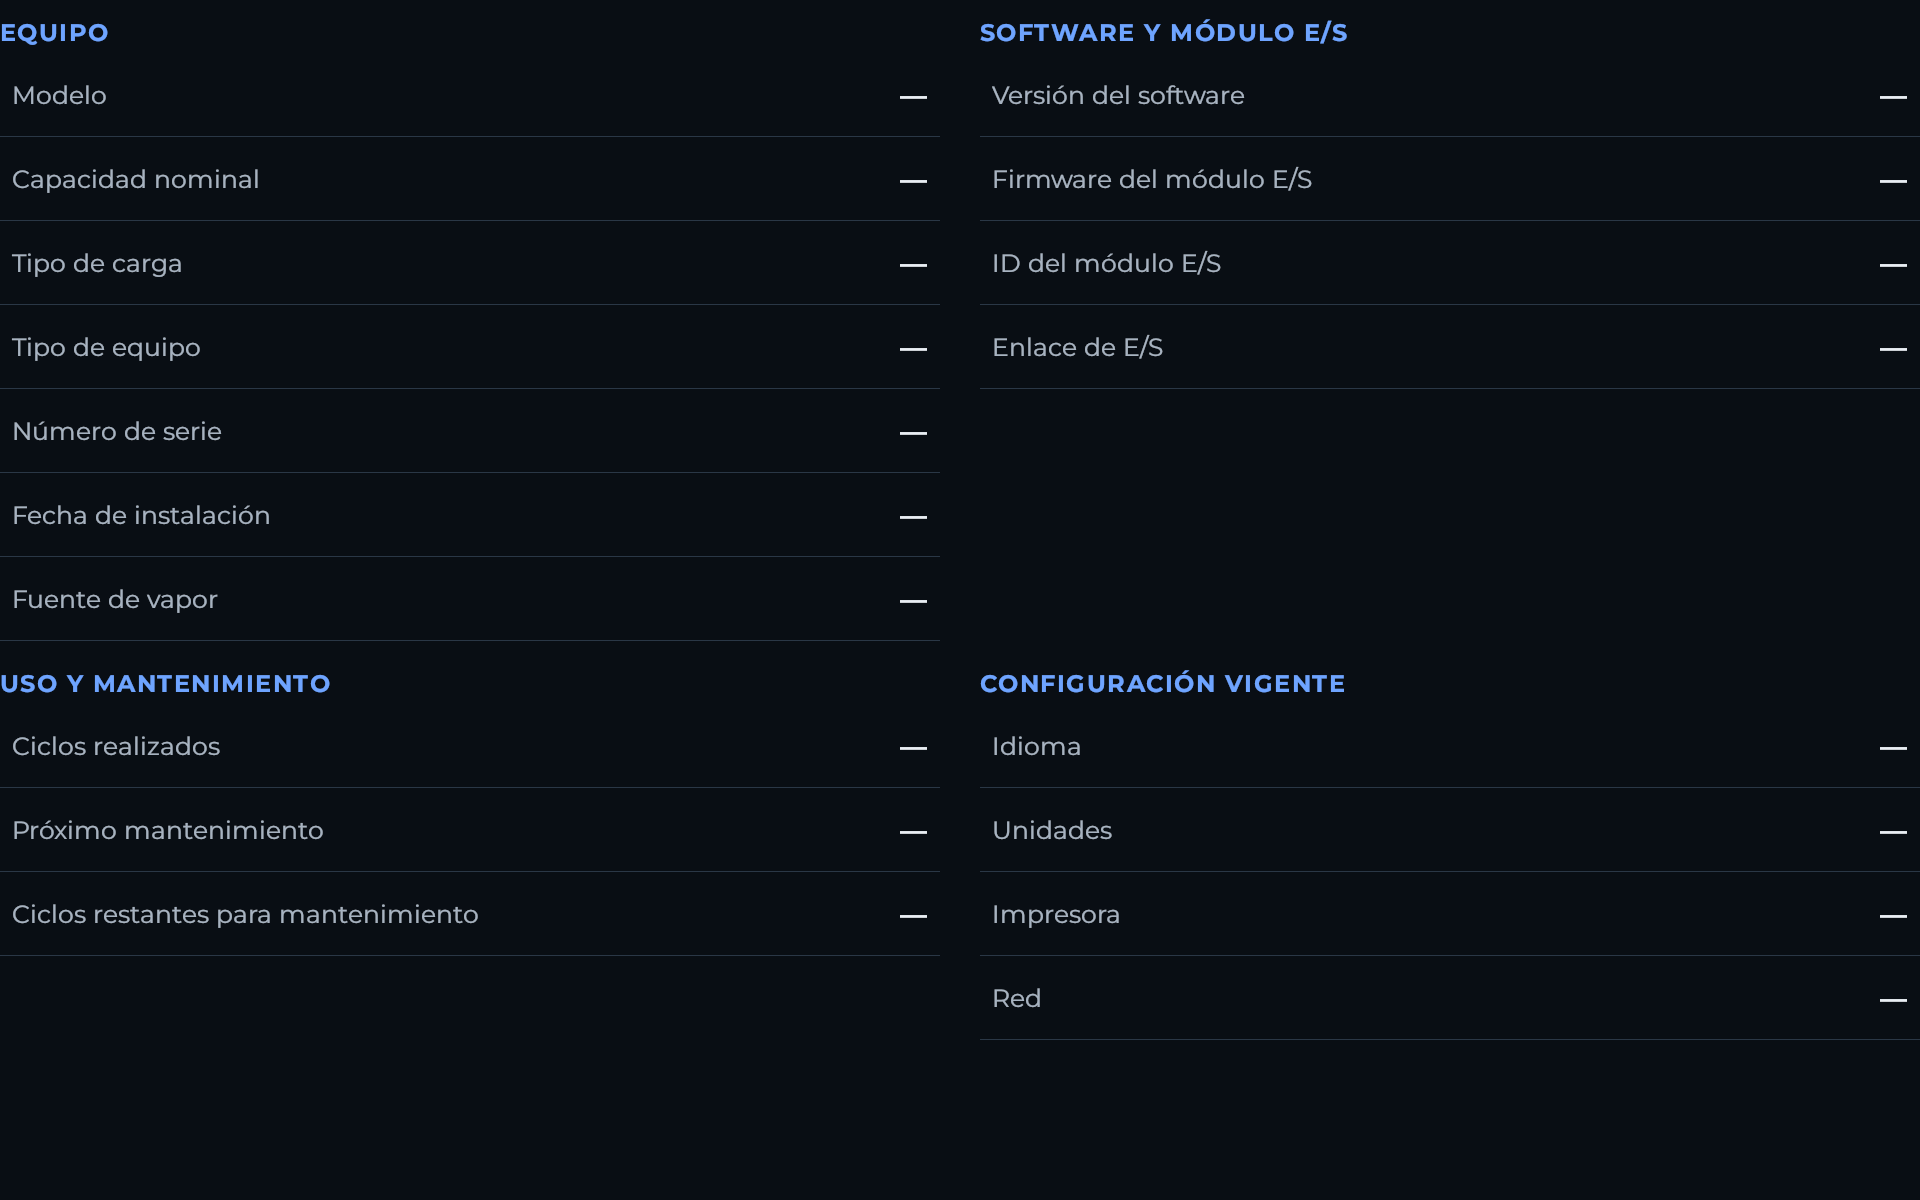 EQUIPO
Modelo —
Capacidad nominal —
Tipo de carga —
Tipo de equipo —
Número de serie —
Fecha de instalación —
Fuente de vapor —
SOFTWARE Y MÓDULO E/S
Versión del software —
Firmware del módulo E/S —
ID del módulo E/S —
Enlace de E/S —
USO Y MANTENIMIENTO
Ciclos realizados —
Próximo mantenimiento —
Ciclos restantes para mantenimiento —
CONFIGURACIÓN VIGENTE
Idioma —
Unidades —
Impresora —
Red —